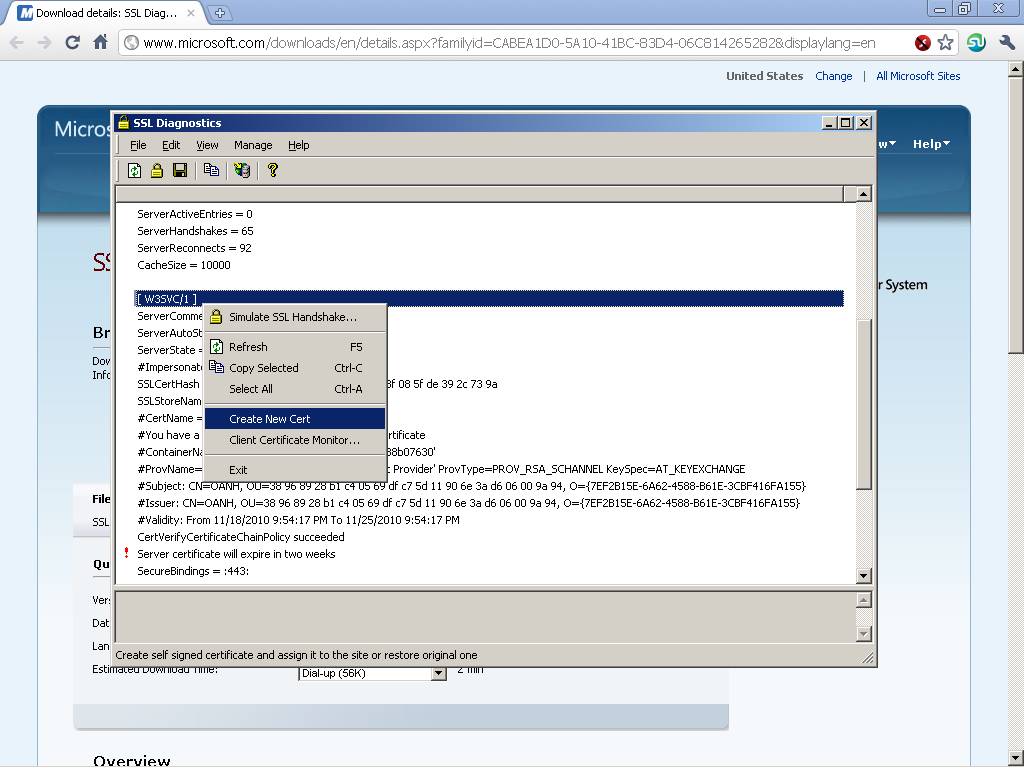 Download details: SSL Diag...
www.microsoft.com/downloads/en/details.aspx?familyid=CABEA1D0-5A10-41BC-83D4-06C814265282&displaylang=en
United States Change | All Microsoft Sites
Micros
w Help
SSL Diagnostics
File Edit View Manage Help
ServerActiveEntries = 0
ServerHandshakes = 65
ServerReconnects = 92
CacheSize = 10000
SS
r System
[ W3SVC/1 ]
ServerComme
Simulate SSL Handshake...
Br
ServerAutoSt
ServerState =
Refresh F5
Dow
#Impersonat
Copy Selected Ctrl-C
Info
SSLCertHash
8f 08 5f de 39 2c 73 9a
Select All Ctrl-A
SSLStoreNam
#CertName =
Create New Cert
#You have a
rtificate
Client Certificate Monitor...
#ContainerNa
38b07630'
#ProvName=
t Provider' ProvType=PROV_RSA_SCHANNEL KeySpec=AT_KEYEXCHANGE
Exit
#Subject: CN=OANH, OU=38 96 89 28 b1 c4 05 69 df c7 5d 11 90 6e 3a d6 06 00 9a 94, O={7EF2B15E-6A62-4588-B61E-3CBF416FA155}
File
#Issuer: CN=OANH, OU=38 96 89 28 b1 c4 05 69 df c7 5d 11 90 6e 3a d6 06 00 9a 94, O={7EF2B15E-6A62-4588-B61E-3CBF416FA155}
SSL
#Validity: From 11/18/2010 9:54:17 PM To 11/25/2010 9:54:17 PM
CertVerifyCertificateChainPolicy succeeded
! Server certificate will expire in two weeks
Qu
SecureBindings = :443:
Vers
Dat
Lan
Create self signed certificate and assign it to the site or restore original one
Estimated Download Time: Dial-up (56K) 2 min
Overview